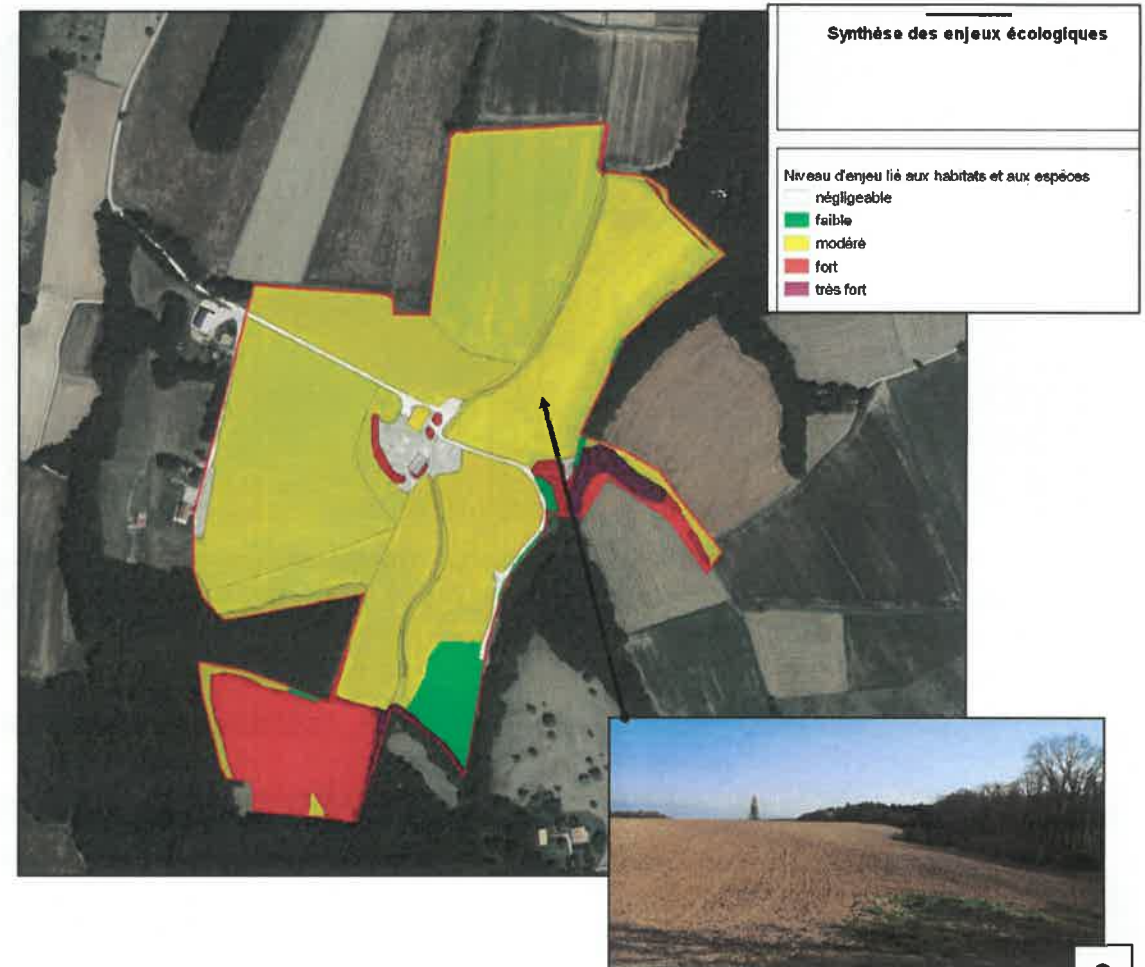 Synthèse des enjeux écologiques
Niveau d'enjeu lié aux habitats et aux espèces
négligeable
faible
modéré
fort
très fort